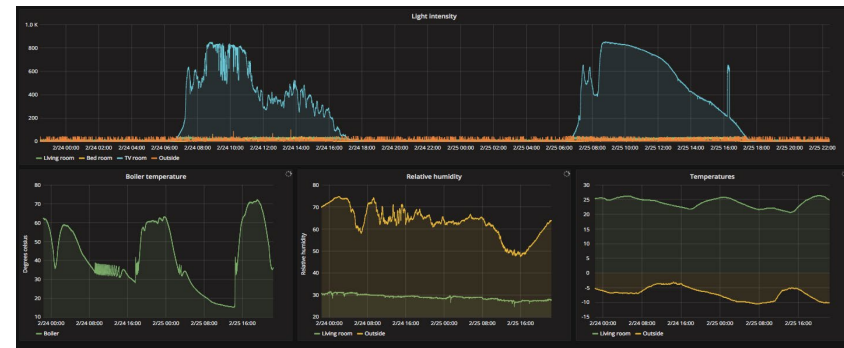 Light intensity
1.0 K
800
600
400
200
0
2/24 00:00 2/24 02:00 2/24 04:00 2/24 06:00 2/24 08:00 2/24 10:00 2/24 12:00 2/24 14:00 2/24 16:00 2/24 18:00 2/24 20:00 2/24 22:00 2/25 00:00 2/25 02:00 2/25 04:00 2/25 06:00 2/25 08:00 2/25 10:00 2/25 12:00 2/25 14:00 2/25 16:00 2/25 18:00 2/25 20:00 2/25 22:00
Living room Bed room TV room Outside
Boiler temperature
Degrees celsius
80
70
60
50
40
30
20
10
2/24 00:00 2/24 08:00 2/24 16:00 2/25 00:00 2/25 08:00 2/25 16:00
Boiler
Relative humidity
Relative humidity
80
70
60
50
40
30
20
2/24 00:00 2/24 08:00 2/24 16:00 2/25 00:00 2/25 08:00 2/25 16:00
Living room Outside
Temperatures
30
25
20
15
10
5
0
-5
-10
-15
2/24 00:00 2/24 08:00 2/24 16:00 2/25 00:00 2/25 08:00 2/25 16:00
Living room Outside